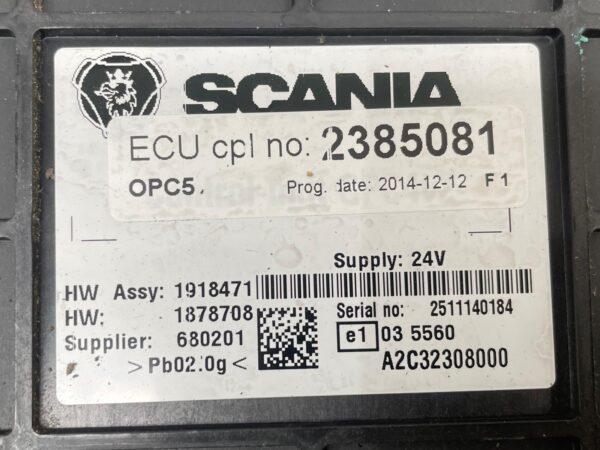 SCANIA
ECU cpl no: 2385081
OPC5 Prog. date: 2014-12-12 F 1
Supply: 24V
HW Assy: 1918471
HW: 1878708 Serial no: 2511140184
Supplier: 680201 e1 03 5560
>Pb02.0g< A2C32308000